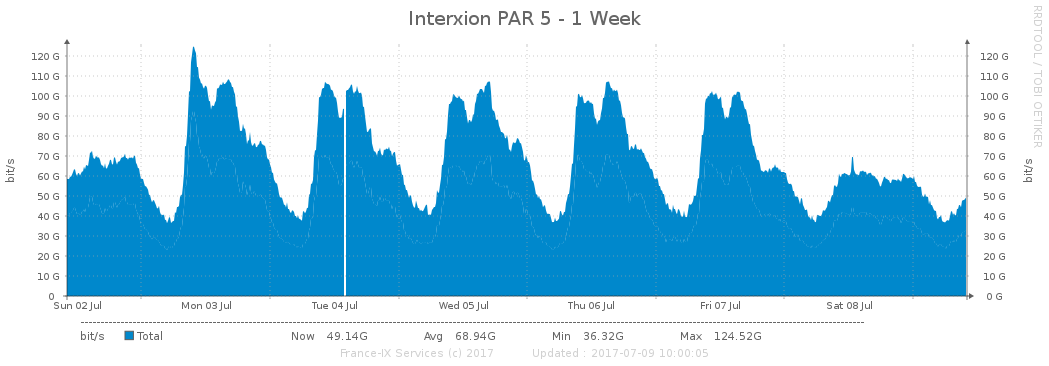 Interxion PAR 5 - 1 Week
RRDTOOL / TOBI OETIKER
bit/s
120 G 120 G
110 G 110 G
100 G 100 G
90 G 90 G
80 G 80 G
70 G 70 G
60 G 60 G
50 G 50 G
40 G 40 G
30 G 30 G
20 G 20 G
10 G 10 G
0 0 G
bit/s
Sun 02 Jul Mon 03 Jul Tue 04 Jul Wed 05 Jul Thu 06 Jul Fri 07 Jul Sat 08 Jul
bit/s Total Now 49.14G Avg 68.94G Min 36.32G Max 124.52G
France-IX Services (c) 2017 Updated : 2017-07-09 10:00:05